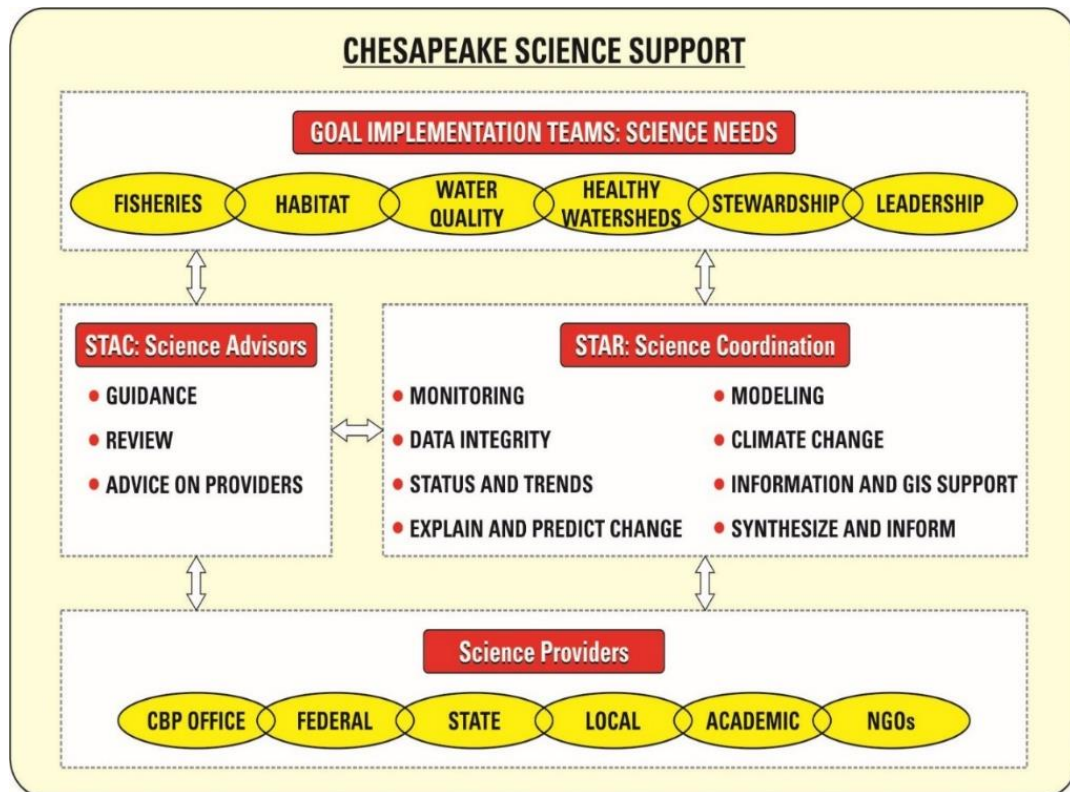 CHESAPEAKE SCIENCE SUPPORT
GOAL IMPLEMENTATION TEAMS: SCIENCE NEEDS
FISHERIES
HABITAT
WATER
QUALITY
HEALTHY
WATERSHEDS
STEWARDSHIP
LEADERSHIP
STAC: Science Advisors
GUIDANCE
REVIEW
ADVICE ON PROVIDERS
STAR: Science Coordination
MONITORING
DATA INTEGRITY
STATUS AND TRENDS
EXPLAIN AND PREDICT CHANGE
MODELING
CLIMATE CHANGE
INFORMATION AND GIS SUPPORT
SYNTHESIZE AND INFORM
Science Providers
CBP OFFICE
FEDERAL
STATE
LOCAL
ACADEMIC
NGOs